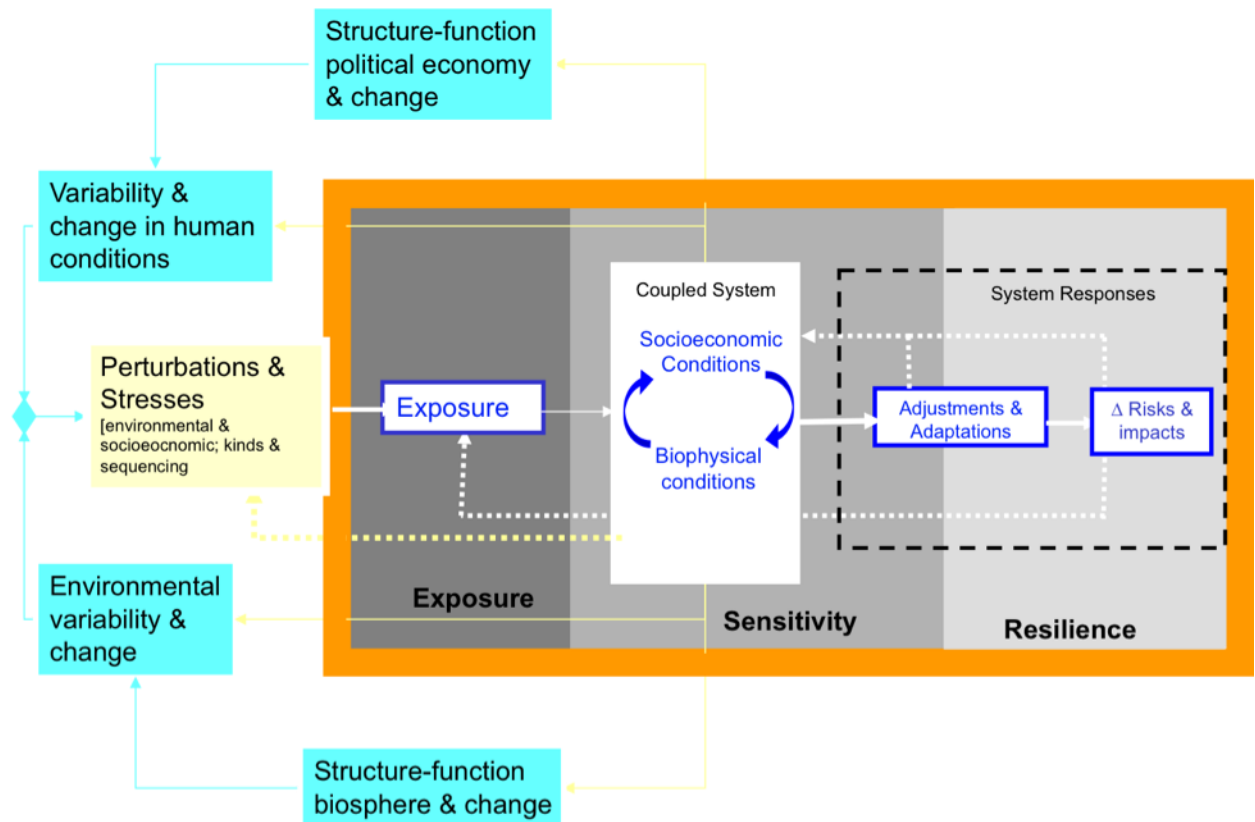 Structure-function
political economy
& change
Variability &
change in human
conditions
Perturbations &
Stresses
[environmental &
socioeocnomic; kinds &
sequencing
Exposure
Coupled System
Socioeconomic
Conditions
Biophysical
conditions
System Responses
Adjustments &
Adaptations
Δ Risks &
impacts
Exposure
Sensitivity
Resilience
Environmental
variability &
change
Structure-function
biosphere & change